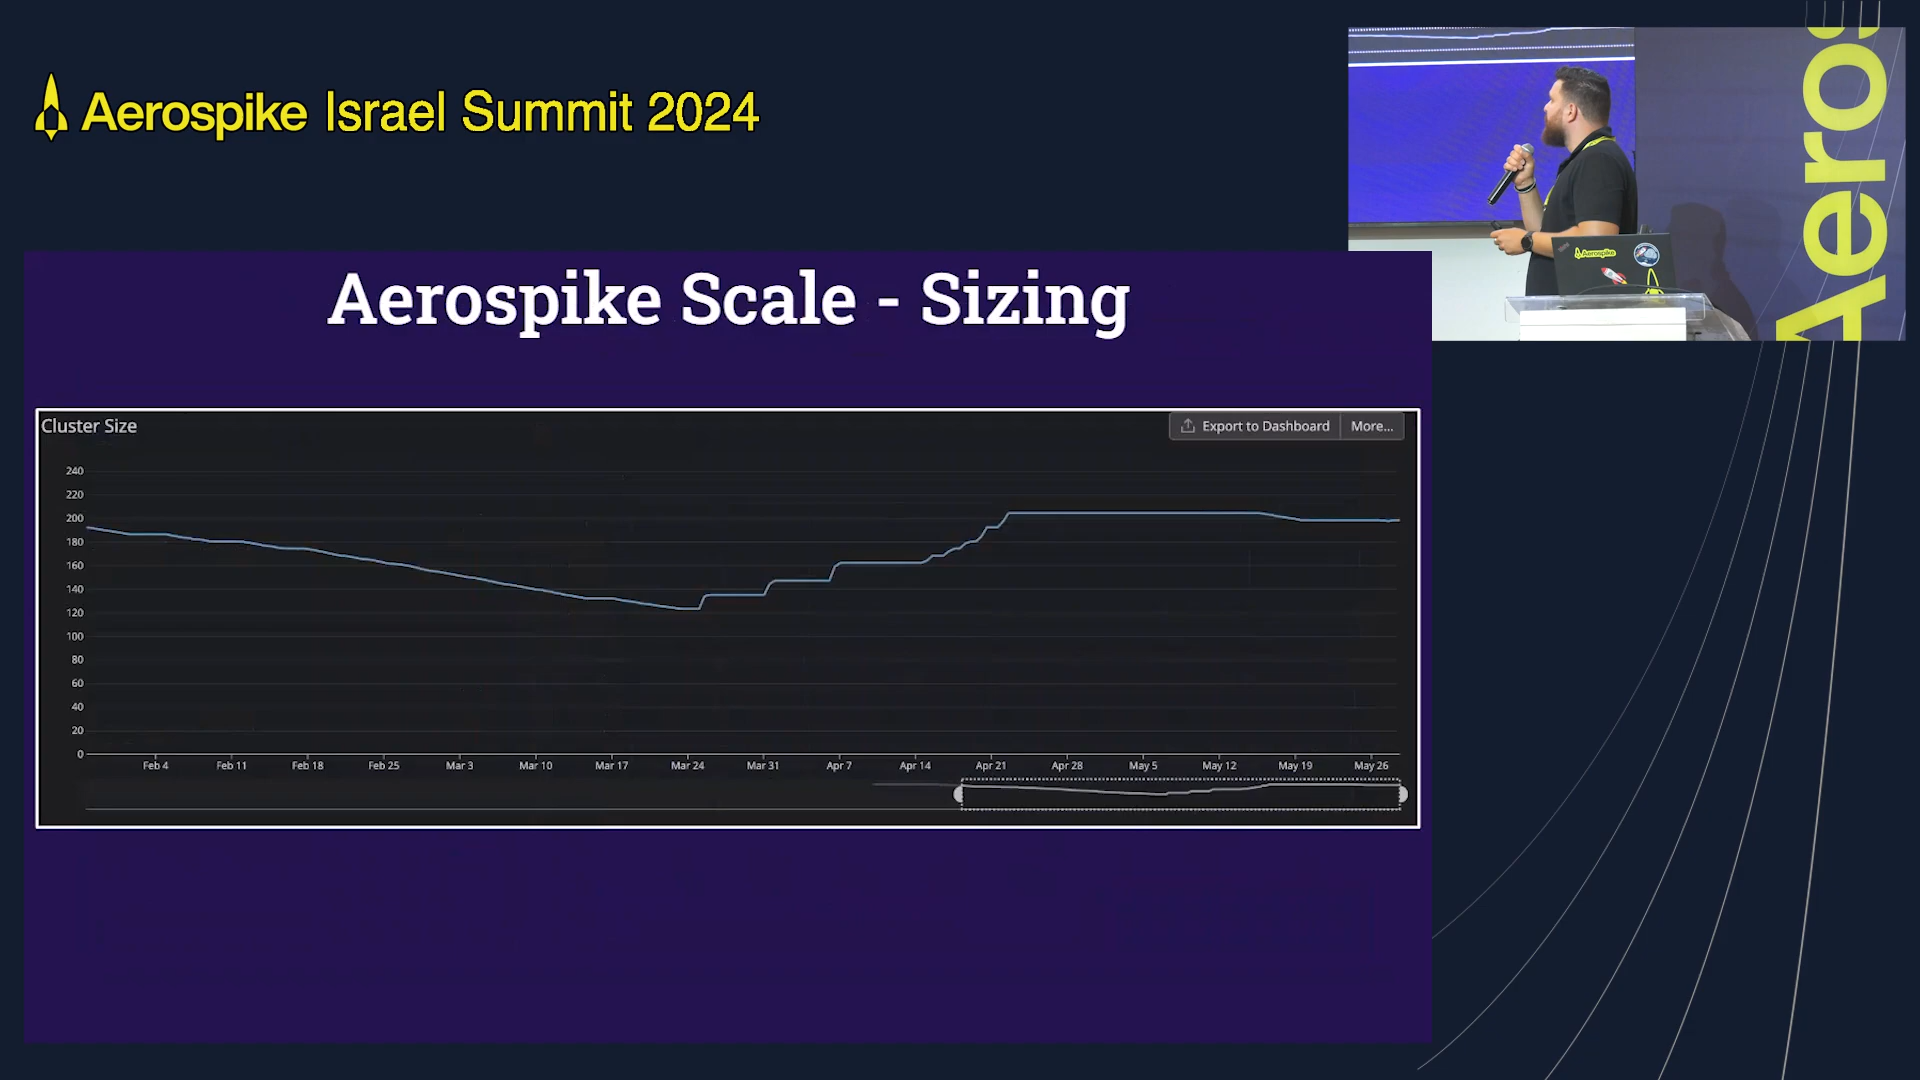 Aerospike Israel Summit 2024
Aeros
Aerospike
Aerospike Scale - Sizing
Cluster Size
Export to Dashboard
More...
240
220
200
180
160
140
120
100
80
60
40
20
0
Feb 4 Feb 11 Feb 18 Feb 25 Mar 3 Mar 10 Mar 17 Mar 24 Mar 31 Apr 7 Apr 14 Apr 21 Apr 28 May 5 May 12 May 19 May 26